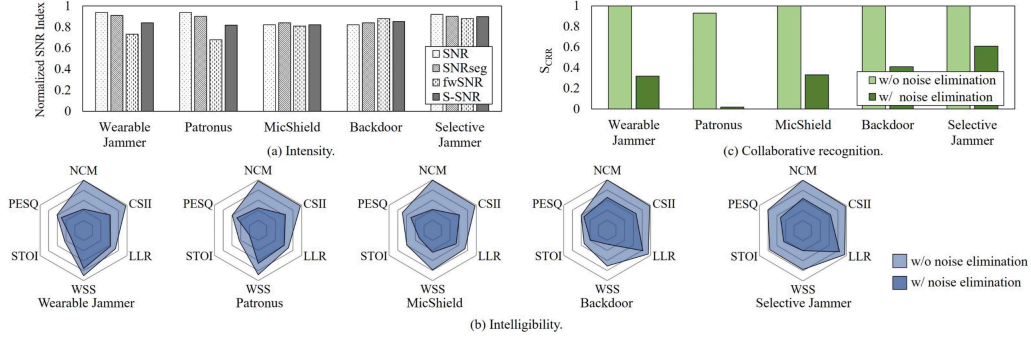 Normalized SNR Index
1
0.8
0.6
0.4
0.2
0
SNR
SNRseg
fwSNR
S-SNR
Wearable Jammer
Patronus
MicShield
Backdoor
Selective Jammer
(a) Intensity.
S_CRR
1
0.8
0.6
0.4
0.2
0
w/o noise elimination
w/ noise elimination
Wearable Jammer
Patronus
MicShield
Backdoor
Selective Jammer
(c) Collaborative recognition.
NCM
PESQ
CSII
STOI
LLR
WSS
Wearable Jammer
NCM
PESQ
CSII
STOI
LLR
WSS
Patronus
NCM
PESQ
CSII
STOI
LLR
WSS
MicShield
NCM
PESQ
CSII
STOI
LLR
WSS
Backdoor
NCM
PESQ
CSII
STOI
LLR
WSS
Selective Jammer
w/o noise elimination
w/ noise elimination
(b) Intelligibility.